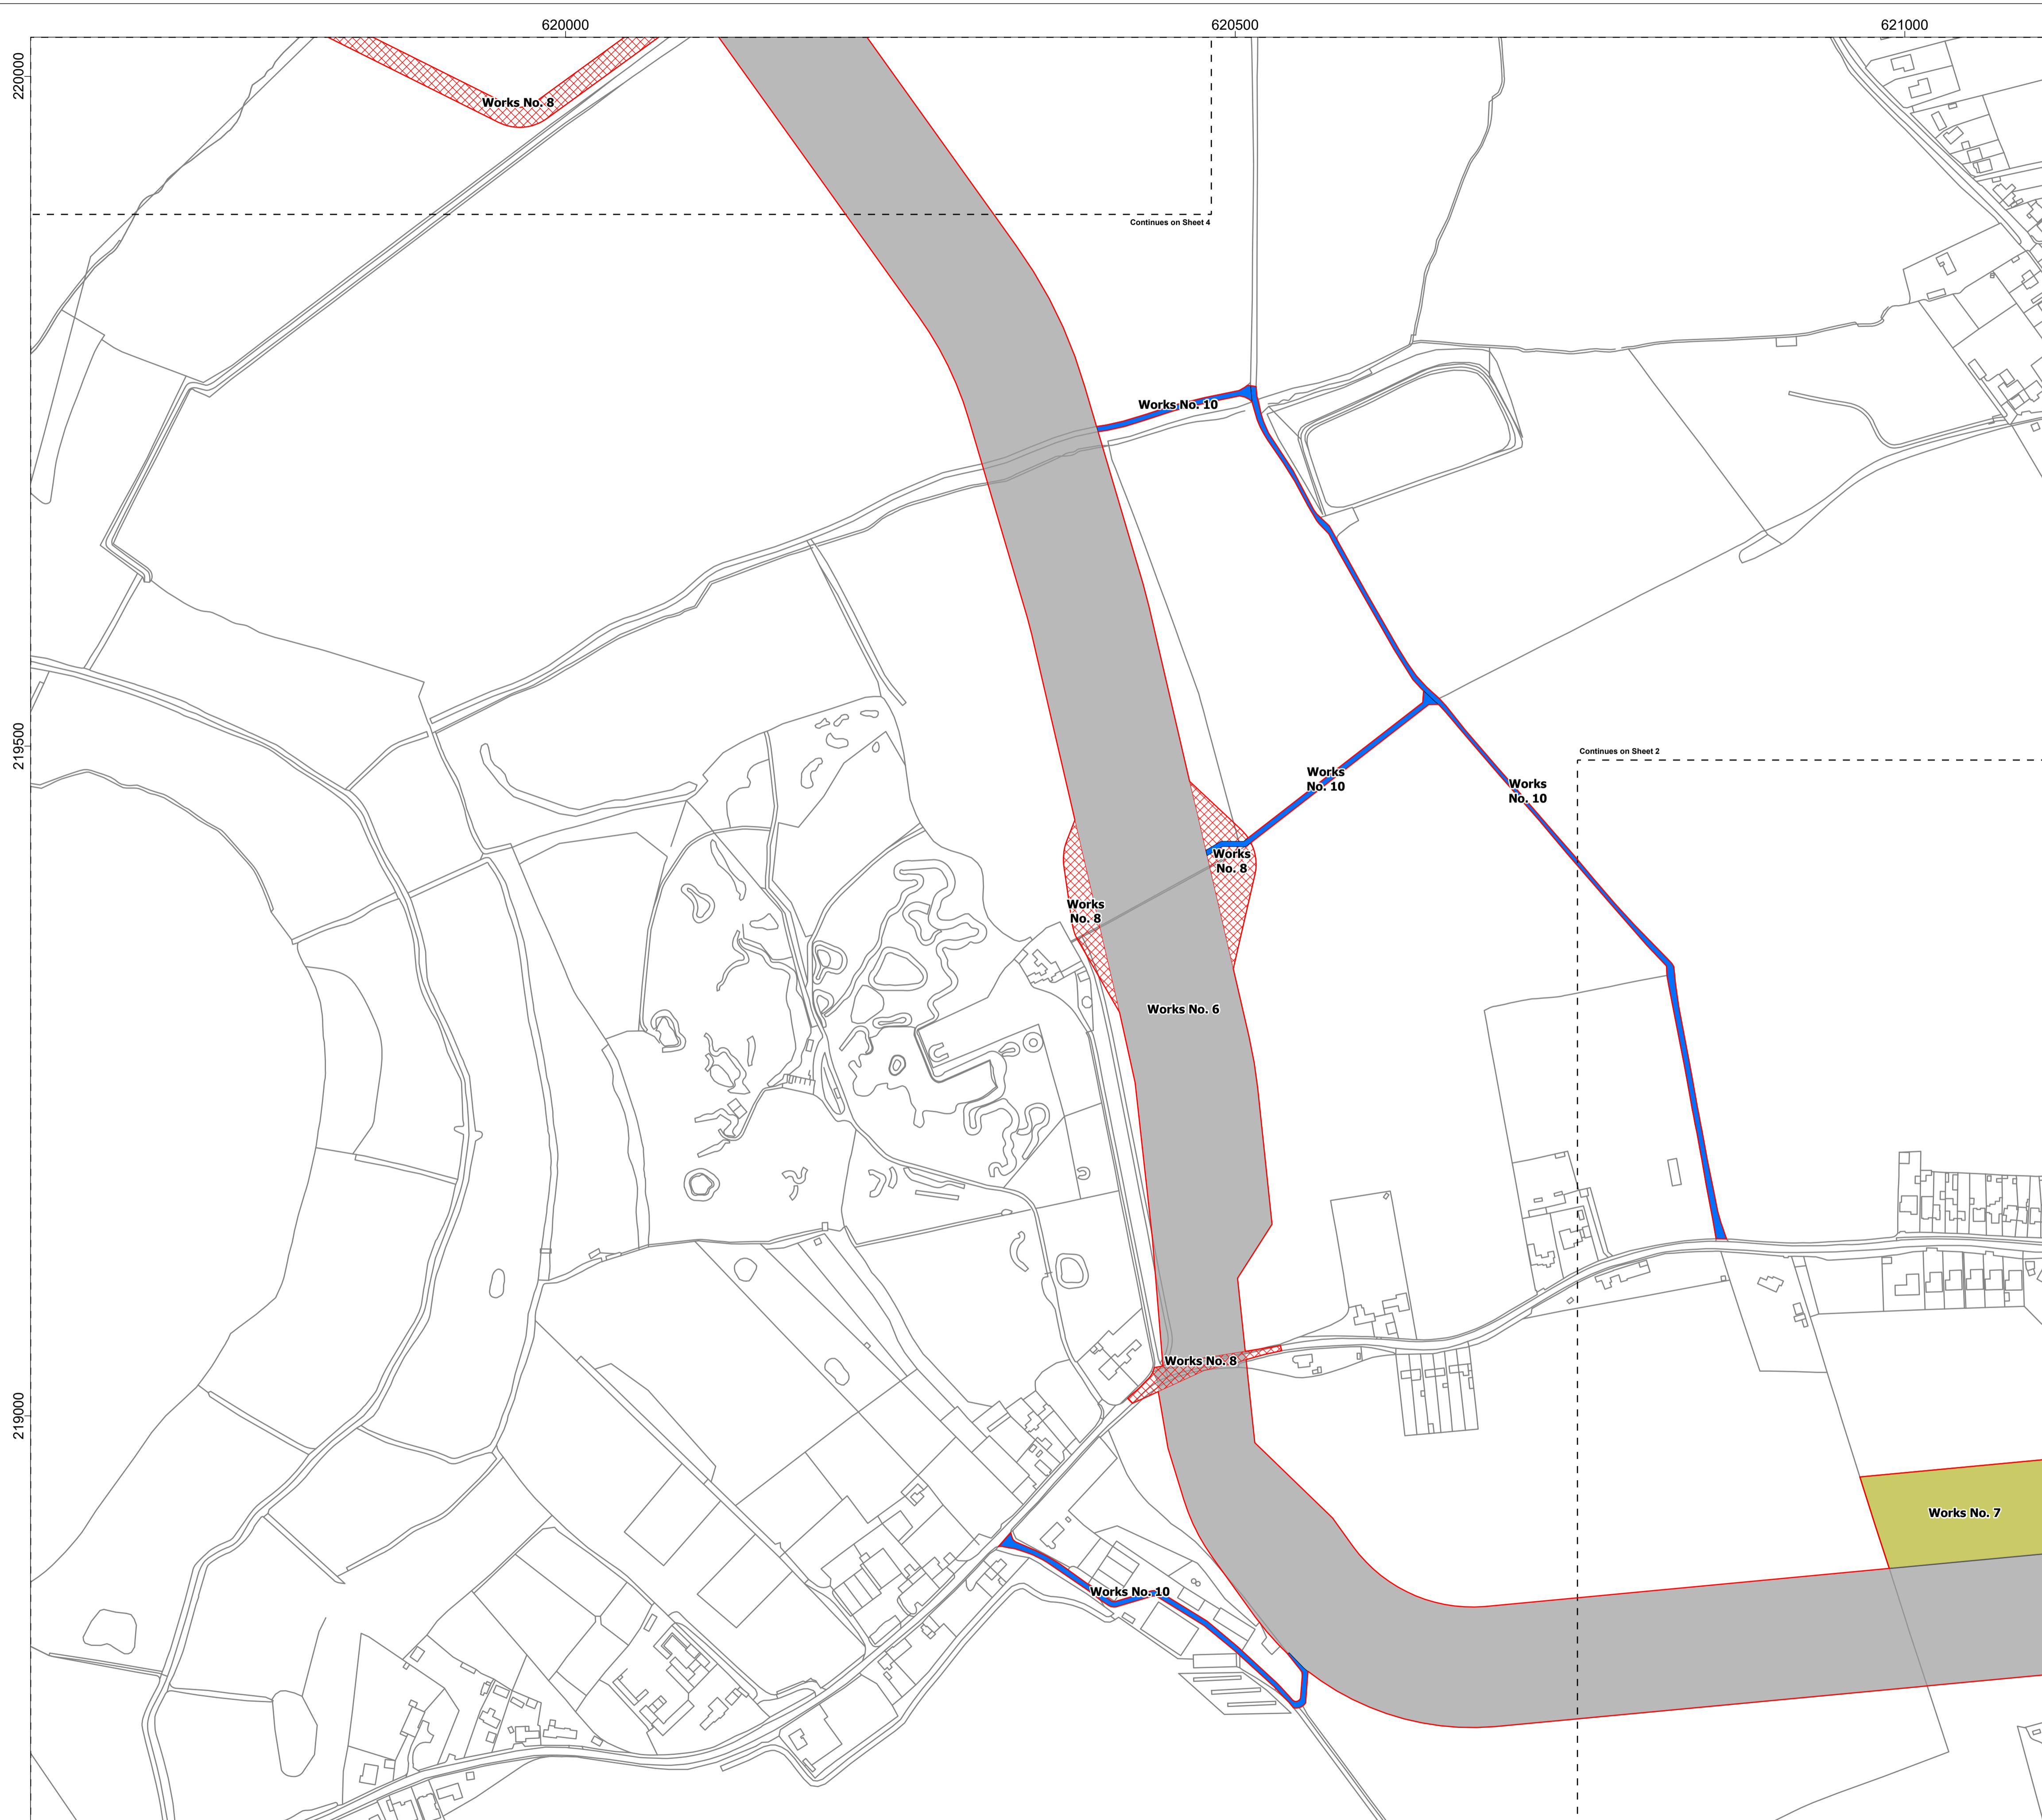 620000
620500
621000
220000
Works No. 8
Continues on Sheet 4
Works No. 10
219500
Continues on Sheet 2
Works
No. 10
Works
No. 10
Works
No. 8
Works
No. 8
Works No. 6
Works No. 8
219000
Works No. 7
Works No. 10